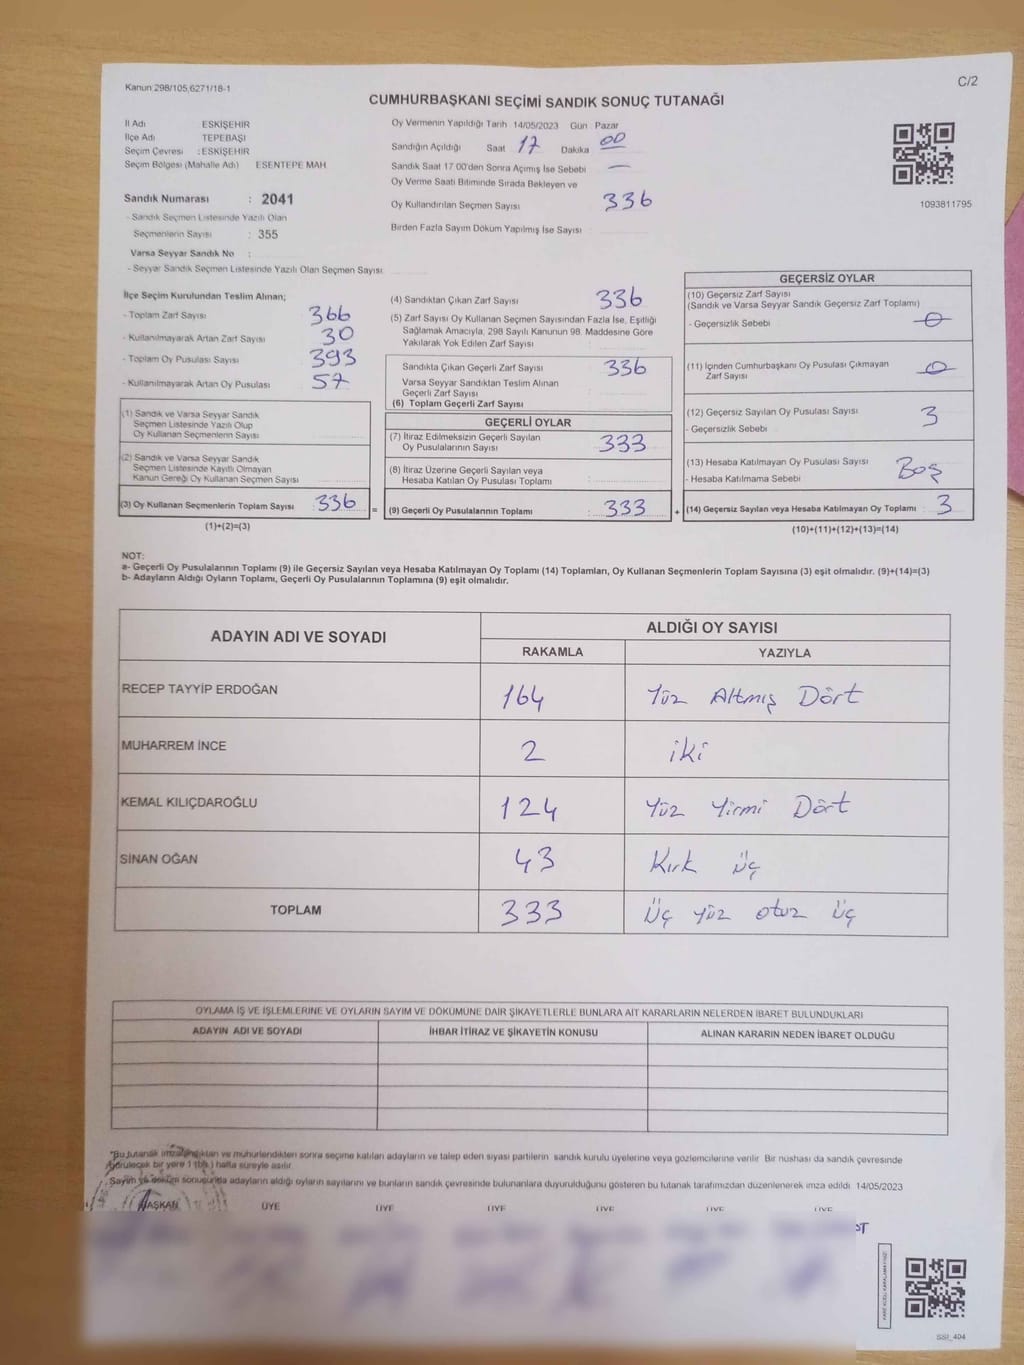 Kanun 298/105,6271/18-1
C/2
CUMHURBAŞKANI SEÇİMİ SANDIK SONUÇ TUTANAĞI
İl Adı ESKİŞEHİR
İlçe Adı TEPEBAŞI
Seçim Çevresi : ESKİŞEHİR
Seçim Bölgesi (Mahalle Adı) ESENTEPE MAH
Sandık Numarası : 2041
- Sandık Seçmen Listesinde Yazılı Olan
Seçmenlerin Sayısı : 355
Varsa Seyyar Sandık No :
- Seyyar Sandık Seçmen Listesinde Yazılı Olan Seçmen Sayısı
Oy Vermenin Yapıldığı Tarih 14/05/2023 Gün Pazar
Sandığın Açıldığı Saat 17 Dakika 00
Sandık Saat 17.00'den Sonra Açımış İse Sebebi —
Oy Verme Saati Bitiminde Sırada Bekleyen ve
Oy Kullandırılan Seçmen Sayısı 336
Birden Fazla Sayım Döküm Yapılmış İse Sayısı :
1093811795
İlçe Seçim Kurulundan Teslim Alınan;
- Toplam Zarf Sayısı 366
- Kullanılmayarak Artan Zarf Sayısı 30
- Toplam Oy Pusulası Sayısı 393
- Kullanılmayarak Artan Oy Pusulası 57
(1) Sandık ve Varsa Seyyar Sandık
Seçmen Listesinde Yazılı Olup
Oy Kullanan Seçmenlerin Sayısı
(2) Sandık ve Varsa Seyyar Sandık
Seçmen Listesinde Kayıtlı Olmayan
Kanun Gereği Oy Kullanan Seçmen Sayısı
(3) Oy Kullanan Seçmenlerin Toplam Sayısı : 336 =
(1)+(2)=(3)
(4) Sandıktan Çıkan Zarf Sayısı 336
(5) Zarf Sayısı Oy Kullanan Seçmen Sayısından Fazla İse, Eşitliği
Sağlamak Amacıyla, 298 Sayılı Kanunun 98. Maddesine Göre
Yakılarak Yok Edilen Zarf Sayısı :
Sandıkta Çıkan Geçerli Zarf Sayısı 336
Varsa Seyyar Sandıktan Teslim Alınan
Geçerli Zarf Sayısı
(6) Toplam Geçerli Zarf Sayısı
GEÇERLİ OYLAR
(7) İtiraz Edilmeksizin Geçerli Sayılan
Oy Pusulalarının Sayısı 333
(8) İtiraz Üzerine Geçerli Sayılan veya
Hesaba Katılan Oy Pusulası Toplamı
(9) Geçerli Oy Pusulalarının Toplamı : 333 +
GEÇERSİZ OYLAR
(10) Geçersiz Zarf Sayısı
(Sandık ve Varsa Seyyar Sandık Geçersiz Zarf Toplamı)
- Geçersizlik Sebebi 0
(11) İçinden Cumhurbaşkanı Oy Pusulası Çıkmayan
Zarf Sayısı 0
(12) Geçersiz Sayılan Oy Pusulası Sayısı 3
- Geçersizlik Sebebi
(13) Hesaba Katılmayan Oy Pusulası Sayısı Boş
- Hesaba Katılmama Sebebi
(14) Geçersiz Sayılan veya Hesaba Katılmayan Oy Toplamı : 3
(10)+(11)+(12)+(13)=(14)
NOT:
a- Geçerli Oy Pusulalarının Toplamı (9) ile Geçersiz Sayılan veya Hesaba Katılmayan Oy Toplamı (14) Toplamları, Oy Kullanan Seçmenlerin Toplam Sayısına (3) eşit olmalıdır. (9)+(14)=(3)
b- Adayların Aldığı Oyların Toplamı, Geçerli Oy Pusulalarının Toplamına (9) eşit olmalıdır.
ADAYIN ADI VE SOYADI ALDIĞI OY SAYISI
RAKAMLA YAZIYLA
RECEP TAYYİP ERDOĞAN 164 Yüz Altmış Dört
MUHARREM İNCE 2 iki
KEMAL KILIÇDAROĞLU 124 Yüz Yirmi Dört
SİNAN OĞAN 43 Kırk üç
TOPLAM 333 üç yüz otuz üç
OYLAMA İŞ VE İŞLEMLERİNE VE OYLARIN SAYIM VE DÖKÜMÜNE DAİR ŞİKAYETLERLE BUNLARA AİT KARARLARIN NELERDEN İBARET BULUNDUKLARI
ADAYIN ADI VE SOYADI İHBAR İTİRAZ VE ŞİKAYETİN KONUSU ALINAN KARARIN NEDEN İBARET OLDUĞU
*Bu tutanak imzalandıktan ve mühürlendikten sonra seçime katılan adayların ve talep eden siyasi partilerin sandık kurulu üyelerine veya gözlemcilerine verilir. Bir nüshası da sandık çevresinde
görülecek bir yere 1 (bir) hafta süreyle asılır.
Sayım ve döküm sonucunda adayların aldığı oyların sayılarını ve bunların sandık çevresinde bulunanlara duyurulduğunu gösteren bu tutanak tarafımızdan düzenlenerek imza edildi. 14/05/2023
BAŞKAN ÜYE ÜYE ÜYE ÜYE ÜYE ÜYE
SSI_404